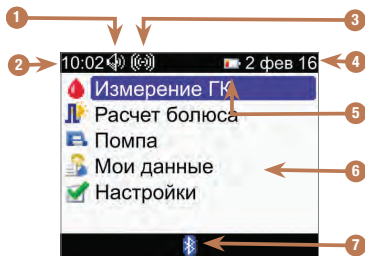 1
3
2
10:02
2 фев 16
4
Измерение ГК
5
Расчет болюса
Помпа
Мои данные
6
Настройки
7